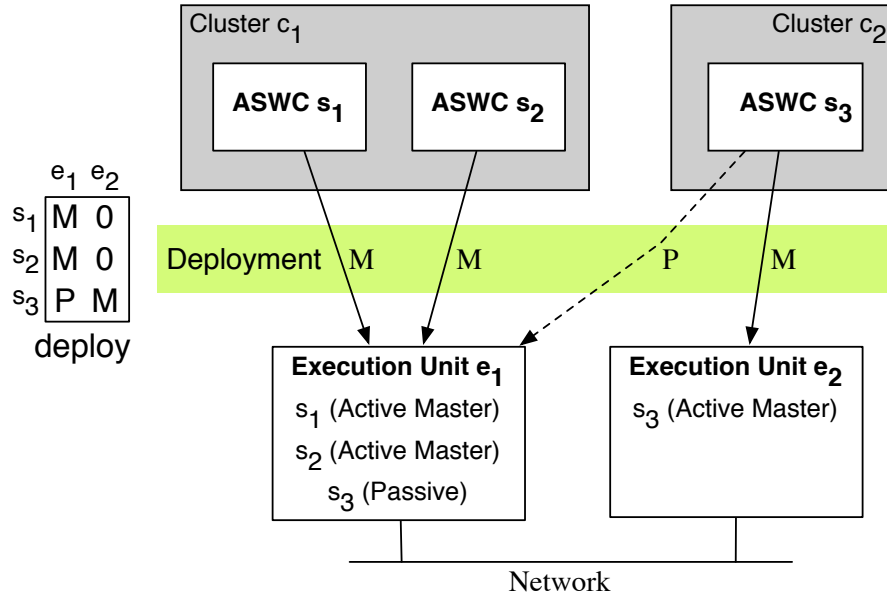 Cluster c1
Cluster c2
ASWC s1
ASWC s2
ASWC s3
e1 e2
s1 M 0
s2 M 0
s3 P M
deploy
Deployment M M P M
Execution Unit e1
s1 (Active Master)
s2 (Active Master)
s3 (Passive)
Execution Unit e2
s3 (Active Master)
Network